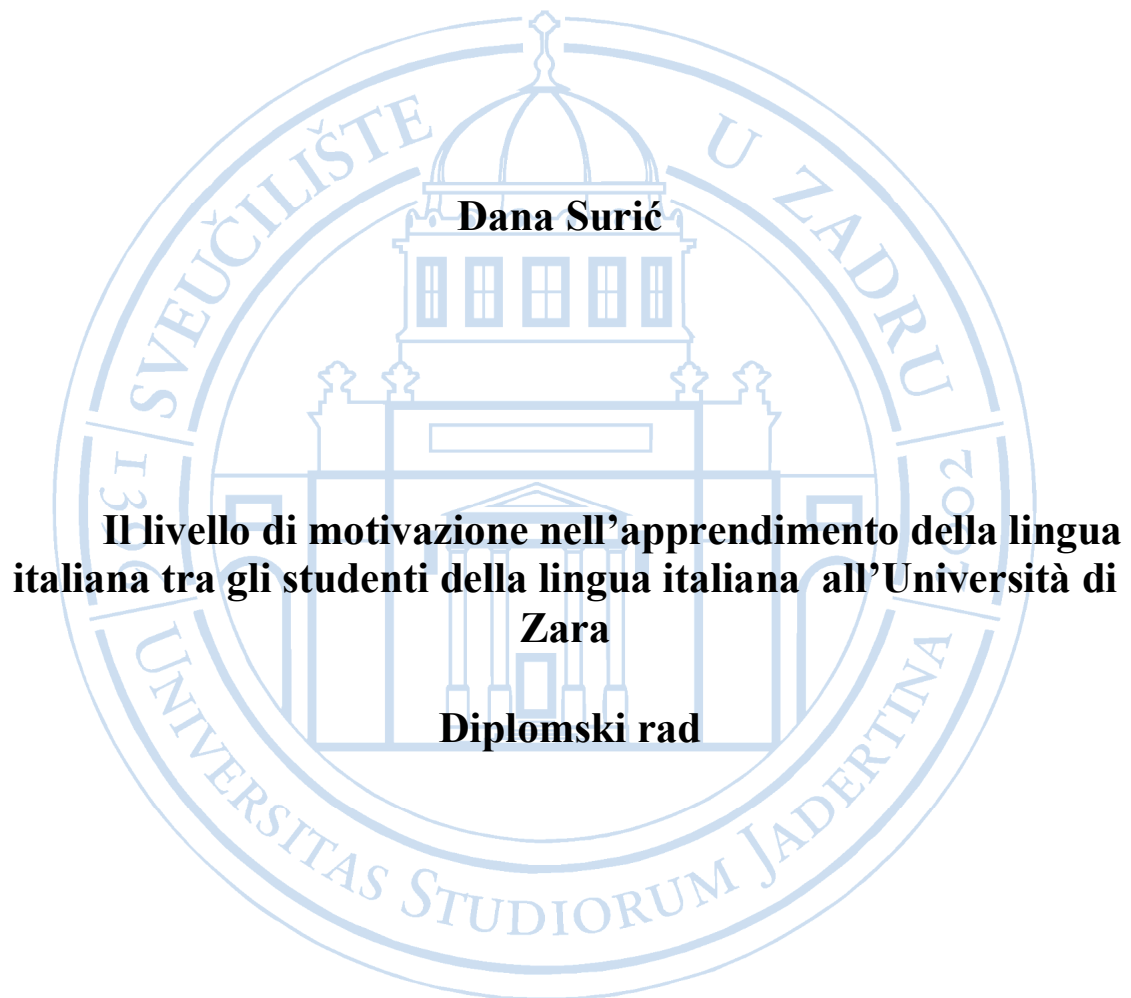 SVEUČILIŠTE U ZADRU
Dana Surić
1396
2002
Il livello di motivazione nell’apprendimento della lingua
italiana tra gli studenti della lingua italiana all’Università di
Zara
Diplomski rad
UNIVERSITAS STUDIORUM JADERTINA